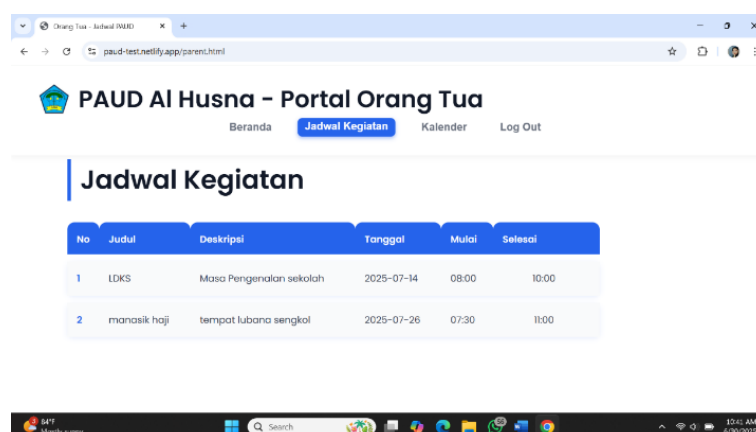 Orang Tua - Jadwal PAUD
paud-test.netlify.app/parent.html
PAUD Al Husna - Portal Orang Tua
Beranda Jadwal Kegiatan Kalender Log Out
Jadwal Kegiatan
No Judul Deskripsi Tanggal Mulai Selesai
1 LDKS Masa Pengenalan sekolah 2025-07-14 08:00 10:00
2 manasik haji tempat lubana sengkol 2025-07-26 07:30 11:00
84°F
Search
10:41 AM